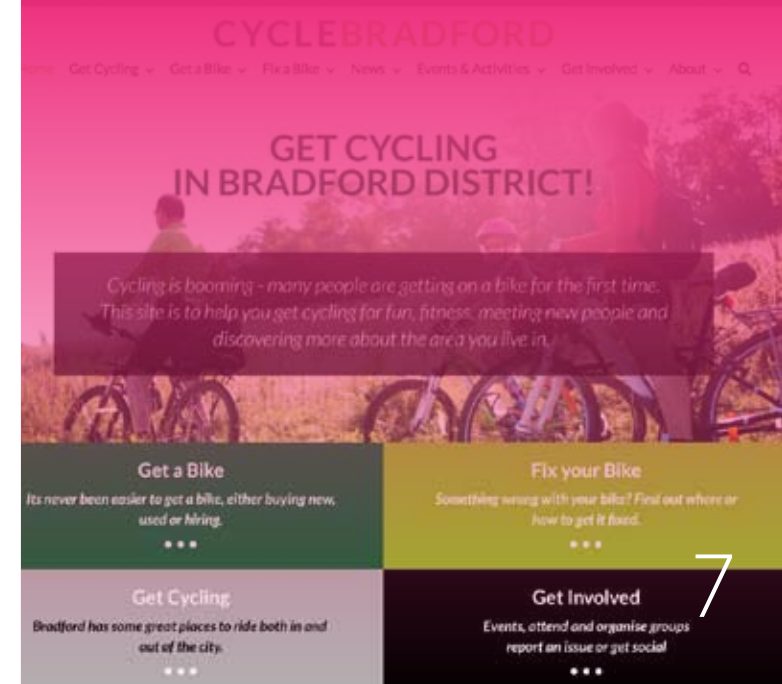 CYCLEBRADFORD
Home Get Cycling Get a Bike Fix a Bike News Events & Activities Get Involved About
GET CYCLING
IN BRADFORD DISTRICT!
Cycling is booming - many people are getting on a bike for the first time.
This site is to help you get cycling for fun, fitness, meeting new people and
discovering more about the area you live in.
Get a Bike
Its never been easier to get a bike, either buying new,
used or hiring.
Fix your Bike
Something wrong with your bike? Find out where or
how to get it fixed.
Get Cycling
Bradford has some great places to ride both in and
out of the city.
Get Involved
Events, attend and organise groups
report an issue or get social
7